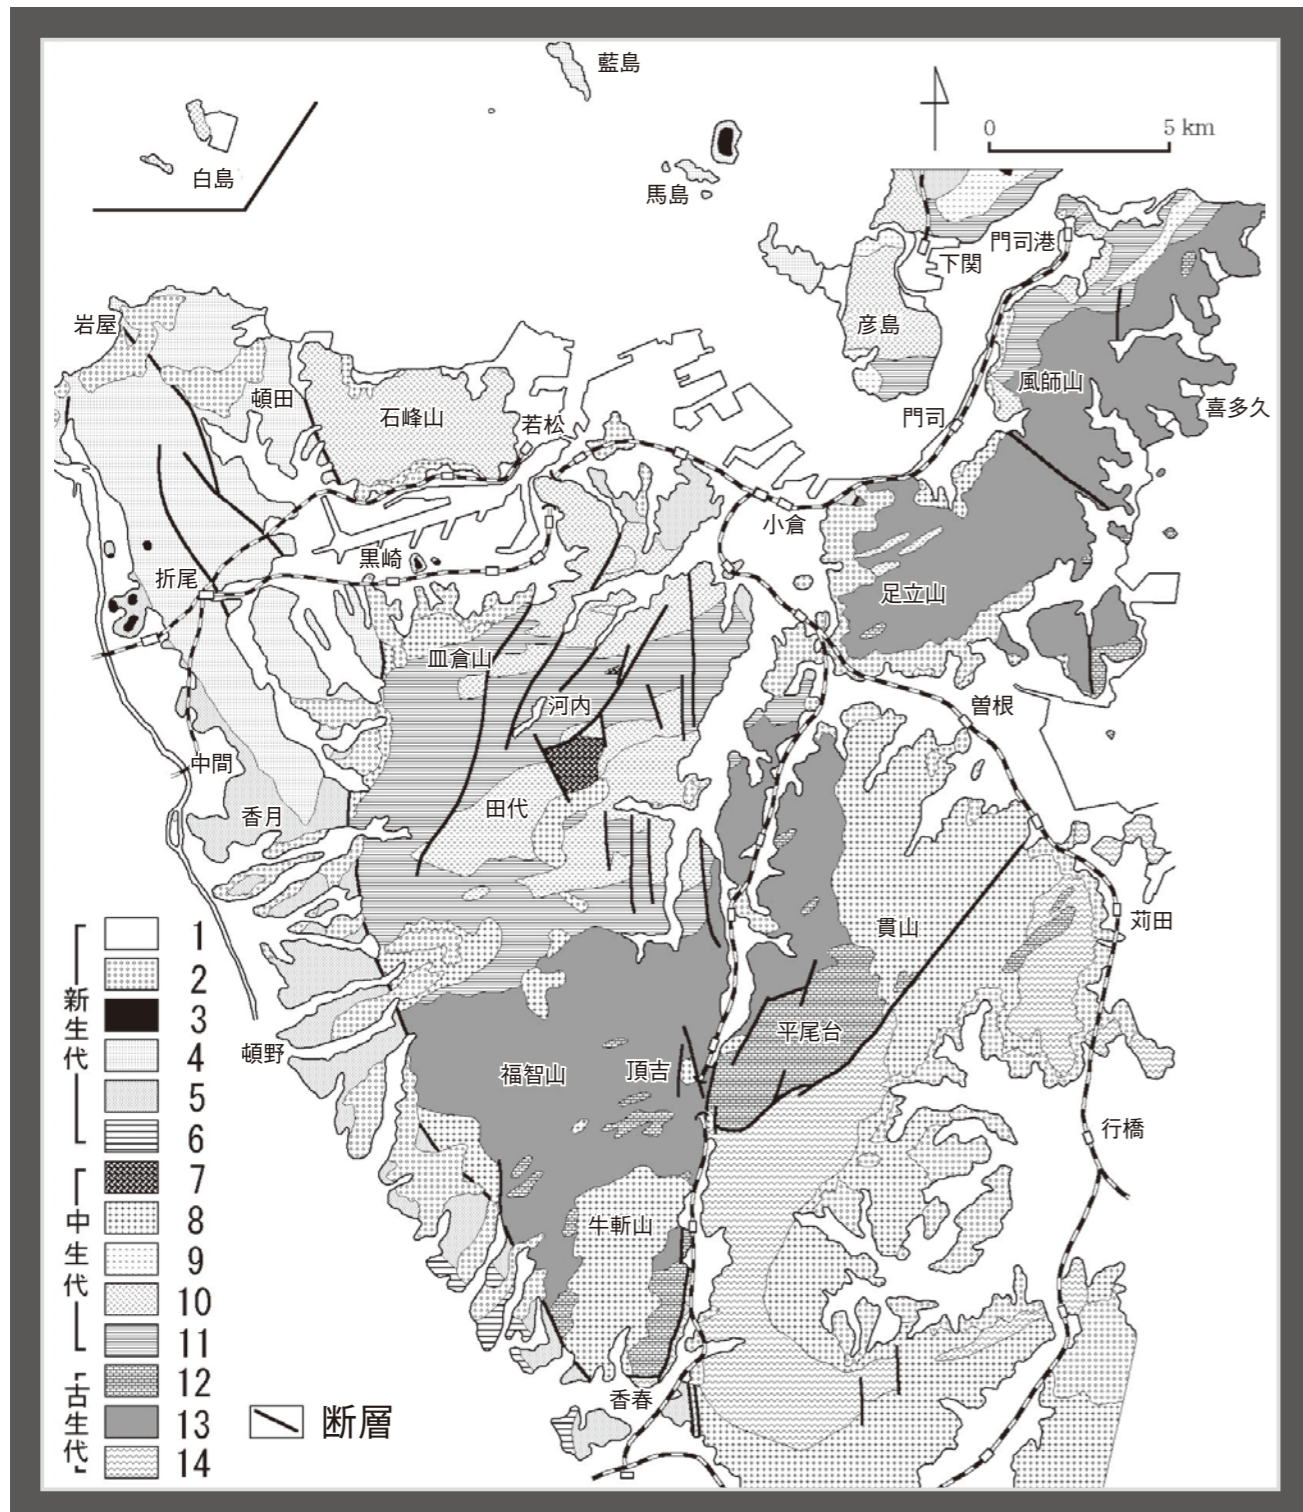 藍島
0 5 km
白島
馬島
門司港
下関
岩屋
彦島
頓田
石峰山
若松
風師山
喜多久
門司
小倉
黒崎
折尾
足立山
皿倉山
河内
曽根
中間
香月
田代
苅田
貫山
平尾台
頓野
福智山
頂吉
行橋
牛斬山
香春
新生代
1
2
3
4
5
6
中生代
7
8
9
10
11
古生代
12
13
14
断層